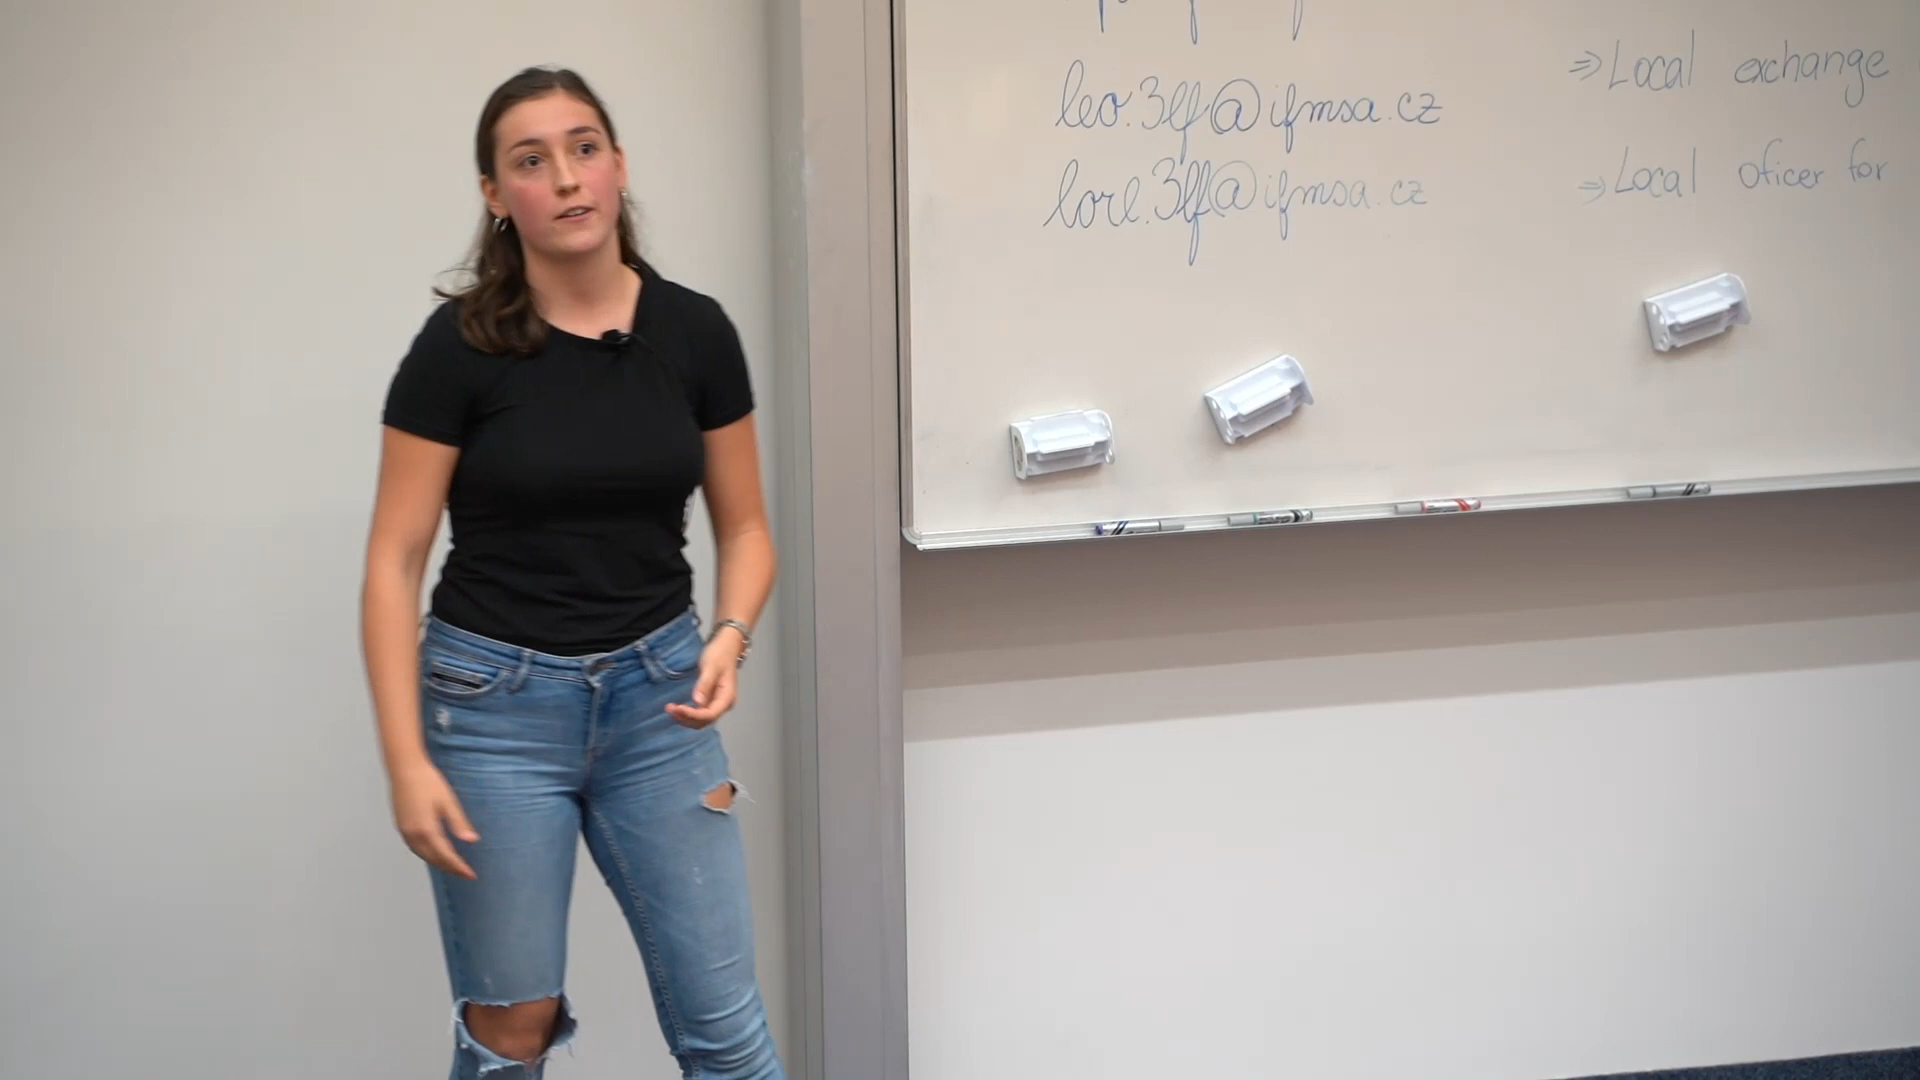 leo.3lf@ifmsa.cz
lore.3lf@ifmsa.cz
⇒ Local exchange
⇒ Local oficer for